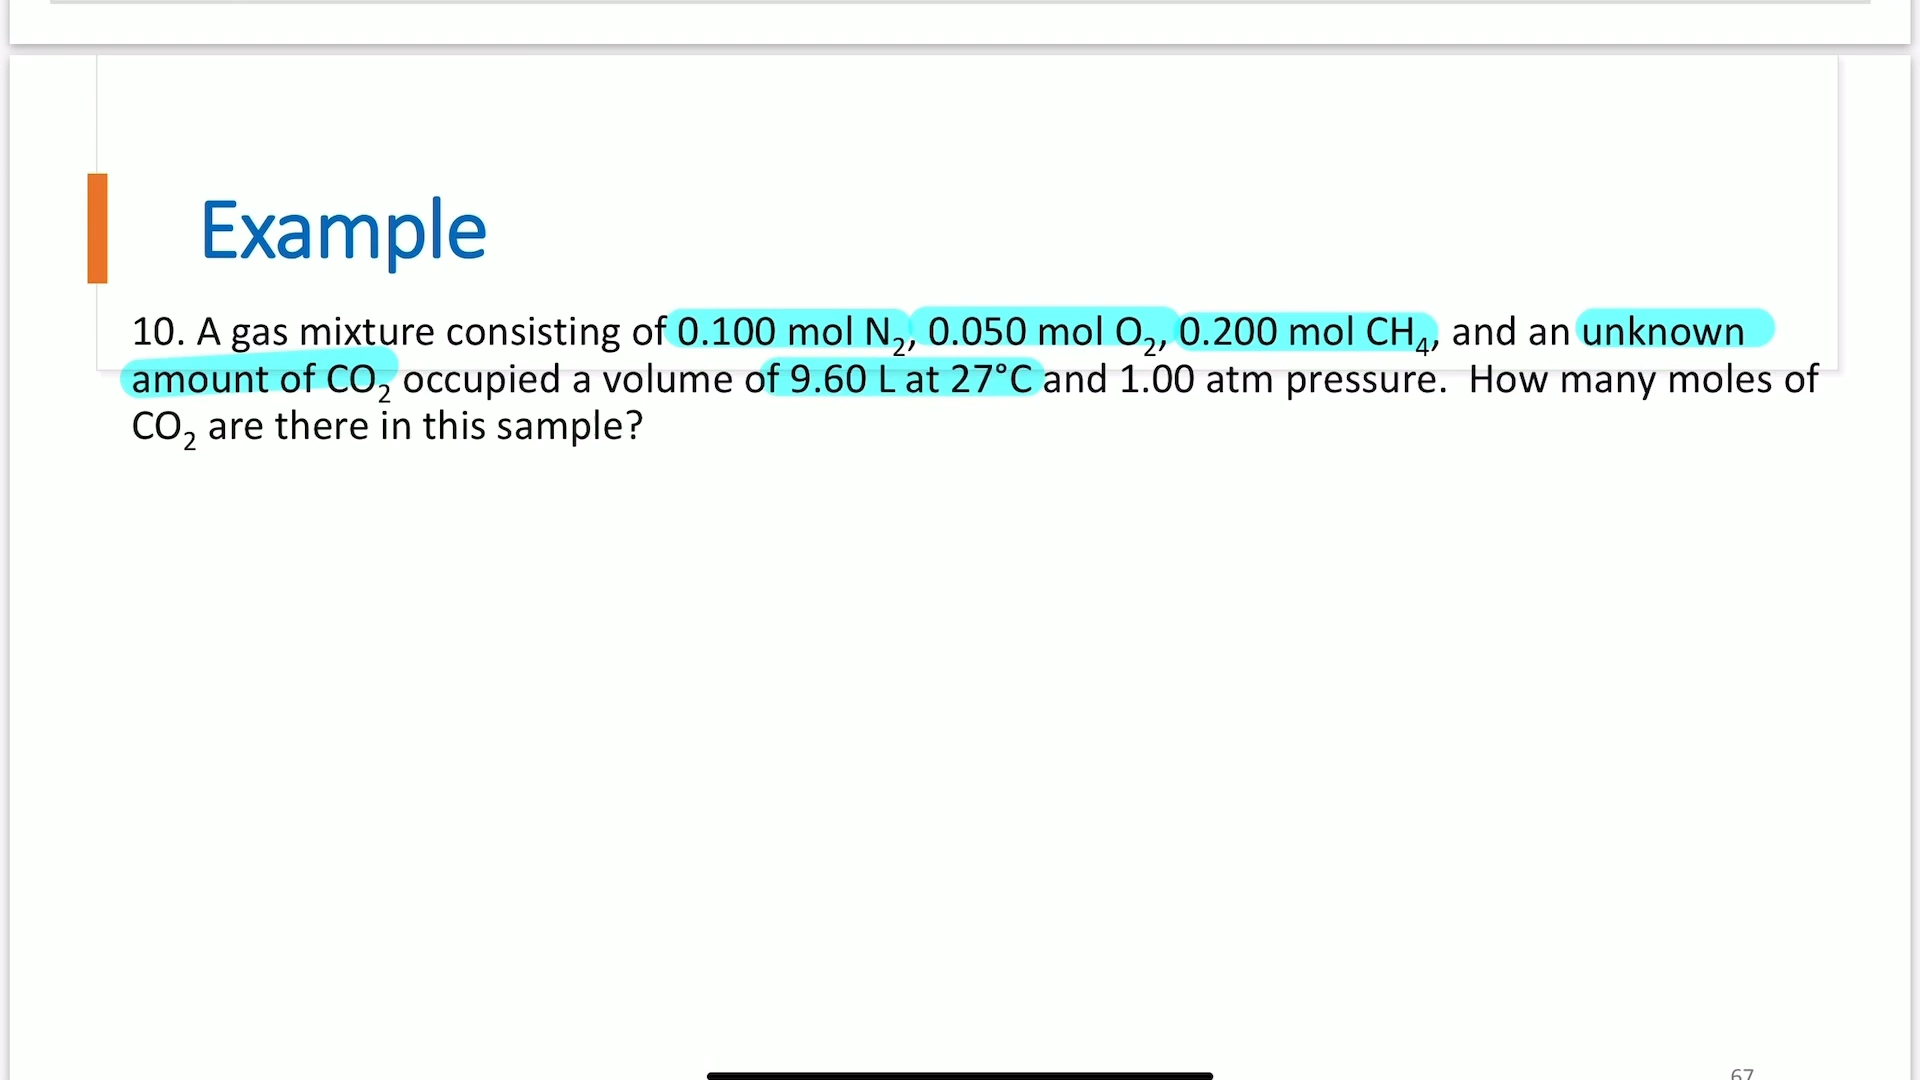 Example
10. A gas mixture consisting of 0.100 mol N₂, 0.050 mol O₂, 0.200 mol CH₄, and an unknown
amount of CO₂ occupied a volume of 9.60 L at 27°C and 1.00 atm pressure.  How many moles of
CO₂ are there in this sample?
67